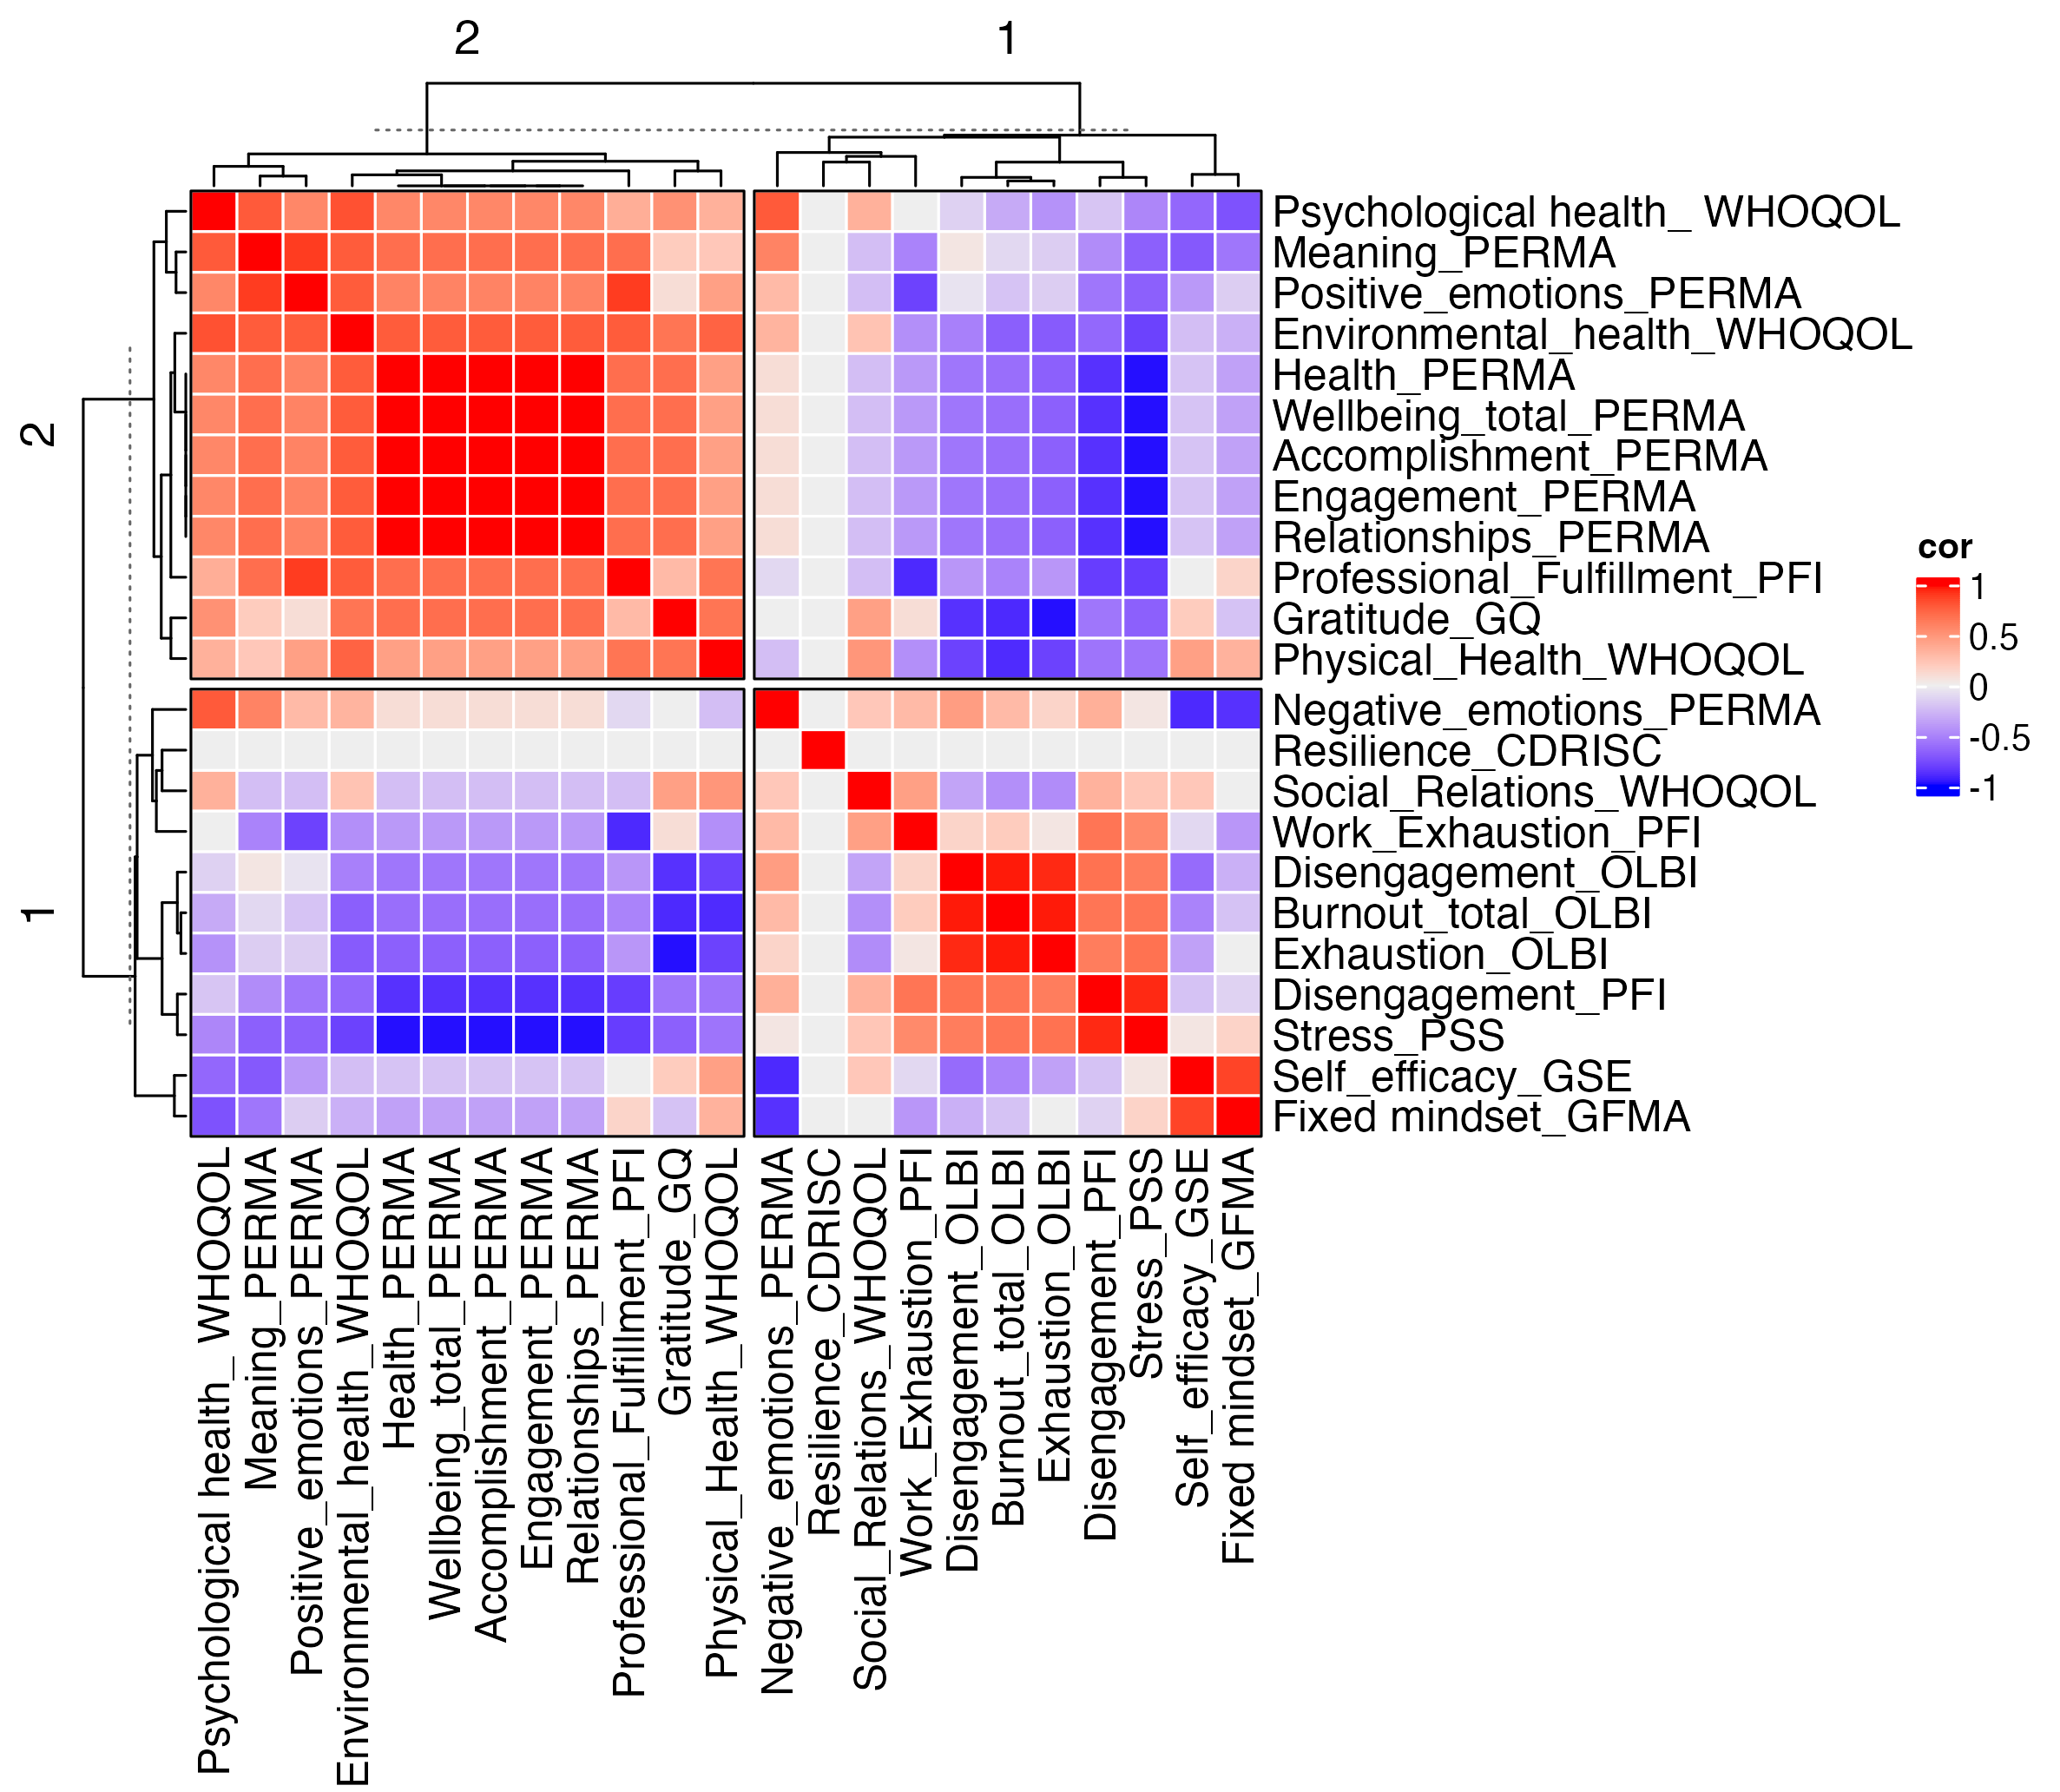 2
1
2
1
Psychological health_ WHOQOL
Meaning_PERMA
Positive_emotions_PERMA
Environmental_health_WHOQOL
Health_PERMA
Wellbeing_total_PERMA
Accomplishment_PERMA
Engagement_PERMA
Relationships_PERMA
Professional_Fulfillment_PFI
Gratitude_GQ
Physical_Health_WHOQOL
Negative_emotions_PERMA
Resilience_CDRISC
Social_Relations_WHOQOL
Work_Exhaustion_PFI
Disengagement_OLBI
Burnout_total_OLBI
Exhaustion_OLBI
Disengagement_PFI
Stress_PSS
Self_efficacy_GSE
Fixed mindset_GFMA
cor
1
0.5
0
-0.5
-1
Psychological health_ WHOQOL
Meaning_PERMA
Positive_emotions_PERMA
Environmental_health_WHOQOL
Health_PERMA
Wellbeing_total_PERMA
Accomplishment_PERMA
Engagement_PERMA
Relationships_PERMA
Professional_Fulfillment_PFI
Gratitude_GQ
Physical_Health_WHOQOL
Negative_emotions_PERMA
Resilience_CDRISC
Social_Relations_WHOQOL
Work_Exhaustion_PFI
Disengagement_OLBI
Burnout_total_OLBI
Exhaustion_OLBI
Disengagement_PFI
Stress_PSS
Self_efficacy_GSE
Fixed mindset_GFMA